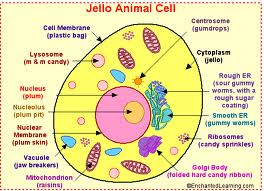 Jello Animal Cell
Cell Membrane
(plastic bag)
Centrosome
(gumdrops)
Lysosome
(m & m candy)
Cytoplasm
(jello)
Nucleus
(plum)
Rough ER
(sour gummy
worms, with a
rough sugar
coating)
Nucleolus
(plum pit)
Smooth ER
(gummy worms)
Nuclear
Membrane
(plum skin)
Ribosomes
(candy sprinkles)
Vacuole
(jaw breakers)
Golgi Body
(folded hard candy ribbon)
Mitochondrion
(raisins)
©EnchantedLearning.com